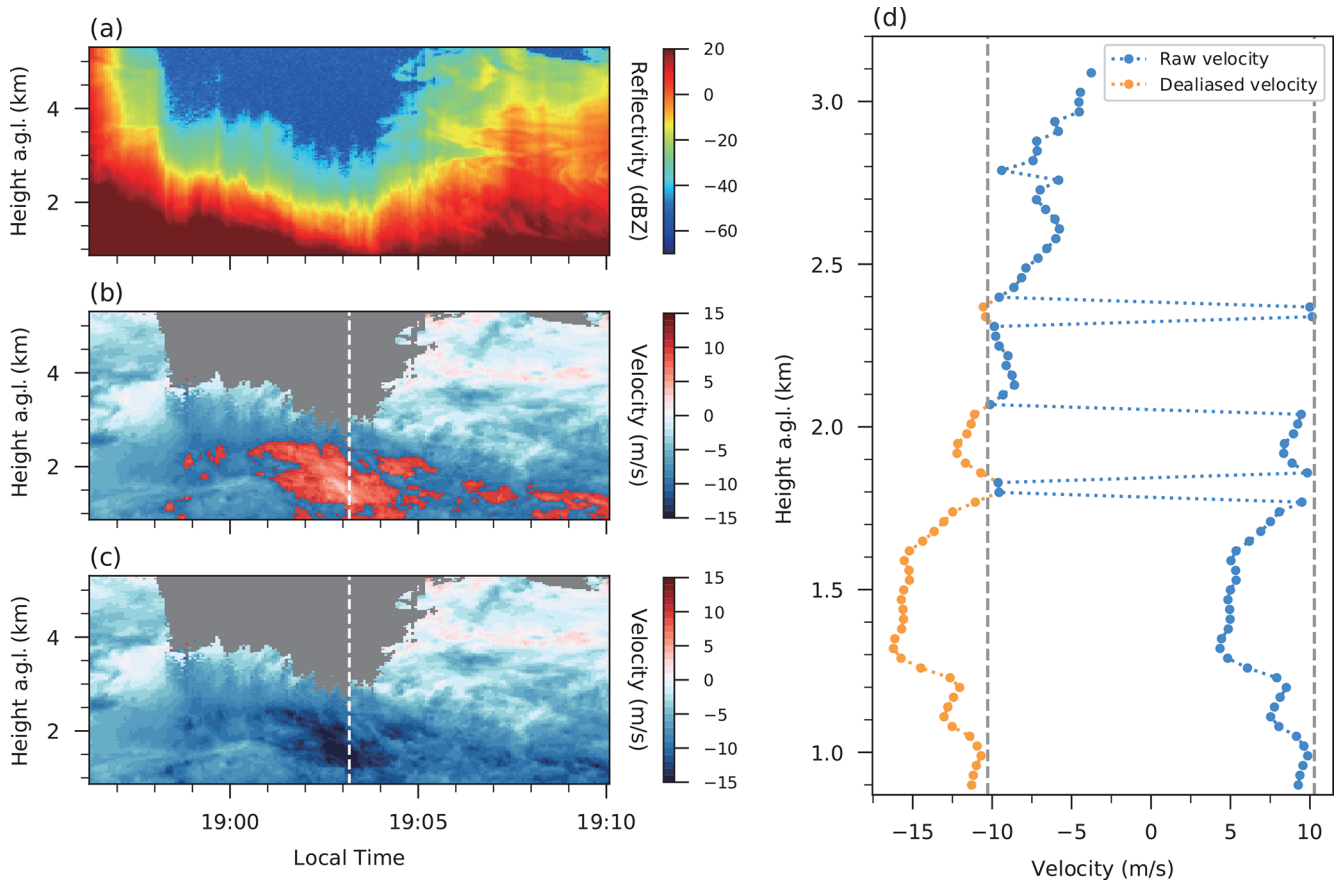 (a)
Height a.g.l. (km)
4
2
20
0
−20
−40
−60
Reflectivity (dBZ)
(b)
Height a.g.l. (km)
4
2
15
10
5
0
−5
−10
−15
Velocity (m/s)
(c)
Height a.g.l. (km)
4
2
15
10
5
0
−5
−10
−15
Velocity (m/s)
19:00
19:05
19:10
Local Time
(d)
Raw velocity
Dealiased velocity
Height a.g.l. (km)
3.0
2.5
2.0
1.5
1.0
−15
−10
−5
0
5
10
Velocity (m/s)